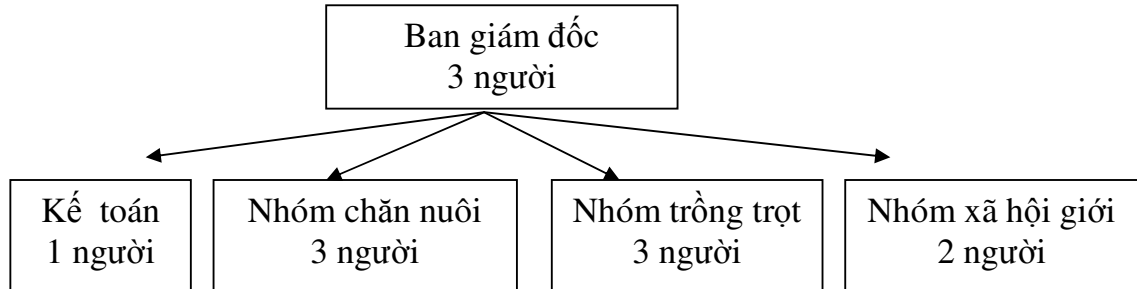 Ban giám đốc
3 người
Kế toán
1 người
Nhóm chăn nuôi
3 người
Nhóm trồng trọt
3 người
Nhóm xã hội giới
2 người